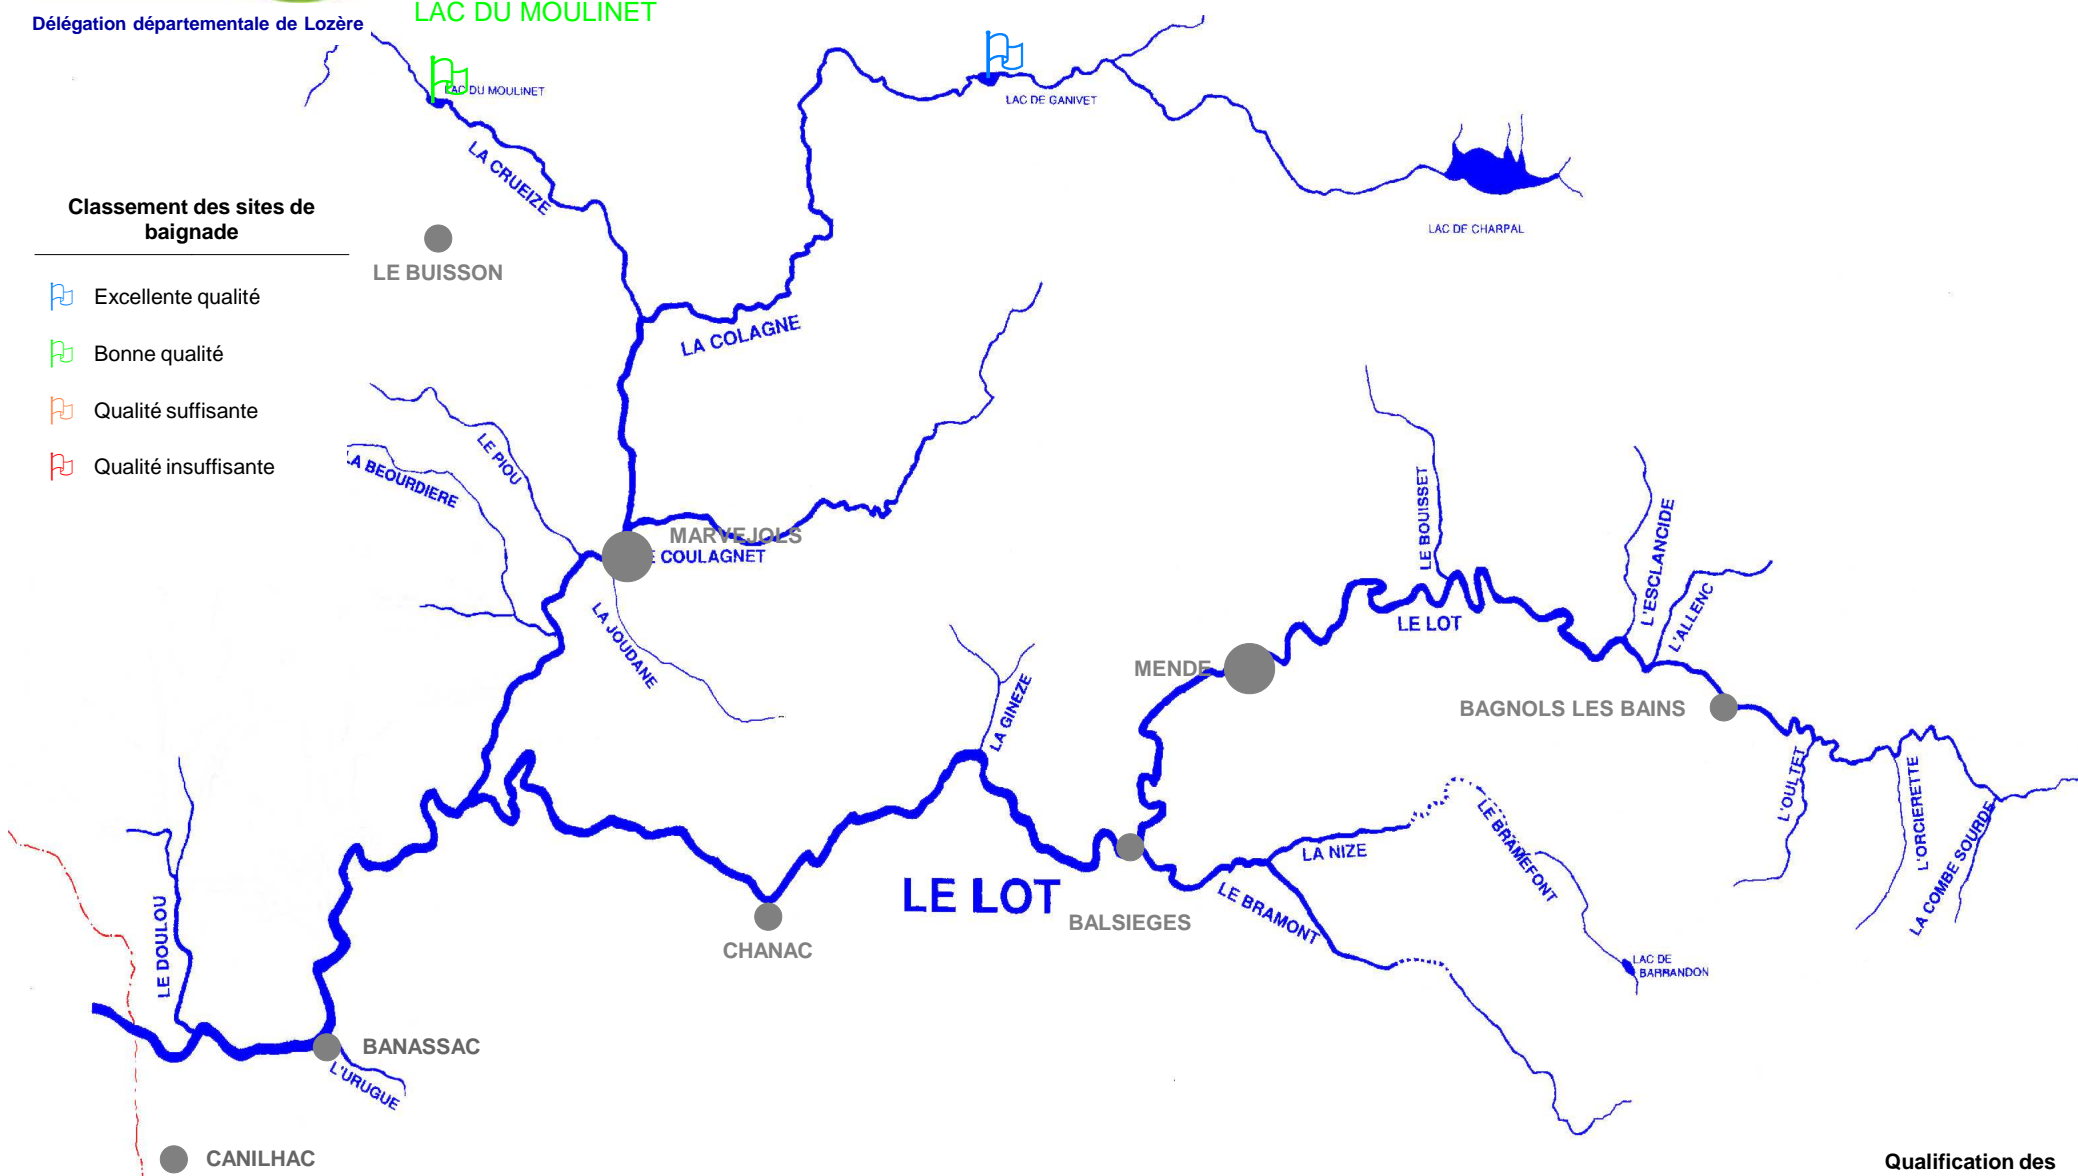 LAC DU MOULINET
Délégation départementale de Lozère
LAC DU MOULINET
LAC DE GANIVET
LA CRUEIZE
LAC DE CHARPAL
Classement des sites de
baignade
LE BUISSON
Excellente qualité
Bonne qualité
Qualité suffisante
Qualité insuffisante
LA COLAGNE
LE PIOU
LA BEOURDIERE
MARVEJOLS
COULAGNET
LA JOUDANE
LE BOUISSET
L'ESCLANCIDE
L'ALLENC
LE LOT
MENDE
BAGNOLS LES BAINS
LA GINEZE
L'OULTET
L'ORCIERETTE
LA COMBE SOURDE
LA NIZE
LE BRAMEFONT
LE BRAMONT
LE LOT
BALSIEGES
CHANAC
LE DOULOU
LAC DE
BARRANDON
BANASSAC
L'URUGUE
CANILHAC
Qualification des